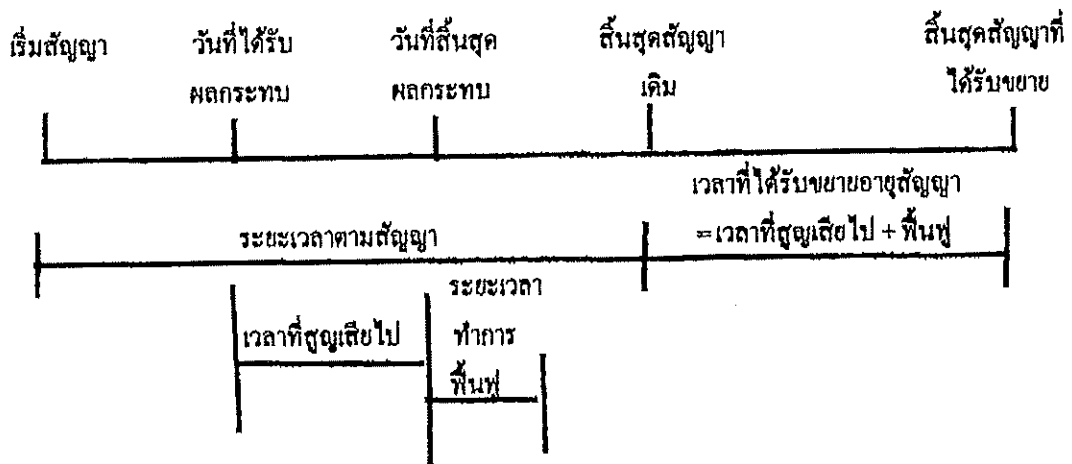 เริ่มสัญญา วันที่ได้รับ วันที่สิ้นสุด สิ้นสุดสัญญา สิ้นสุดสัญญาที่
ผลกระทบ ผลกระทบ เดิม ได้รับขยาย
เวลาที่ได้รับขยายอายุสัญญา
ระยะเวลาตามสัญญา =เวลาที่สูญเสียไป + ฟื้นฟู
ระยะเวลา
เวลาที่สูญเสียไป ทำการ
ฟื้นฟู